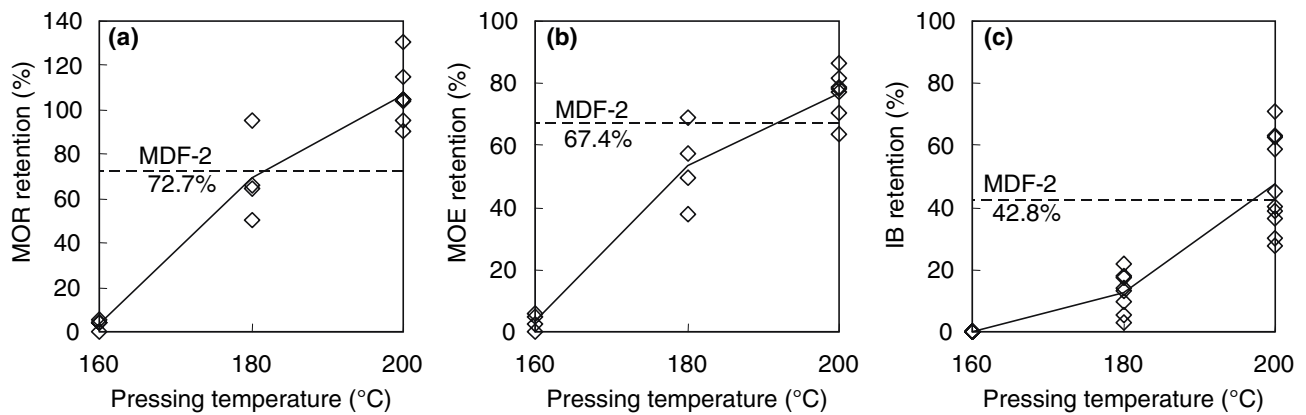 (a)
MOR retention (%)
140
120
100
80
60
40
20
0
MDF-2
72.7%
160
180
200
Pressing temperature (°C)
(b)
MOE retention (%)
100
80
60
40
20
0
MDF-2
67.4%
160
180
200
Pressing temperature (°C)
(c)
IB retention (%)
100
80
60
40
20
0
MDF-2
42.8%
160
180
200
Pressing temperature (°C)